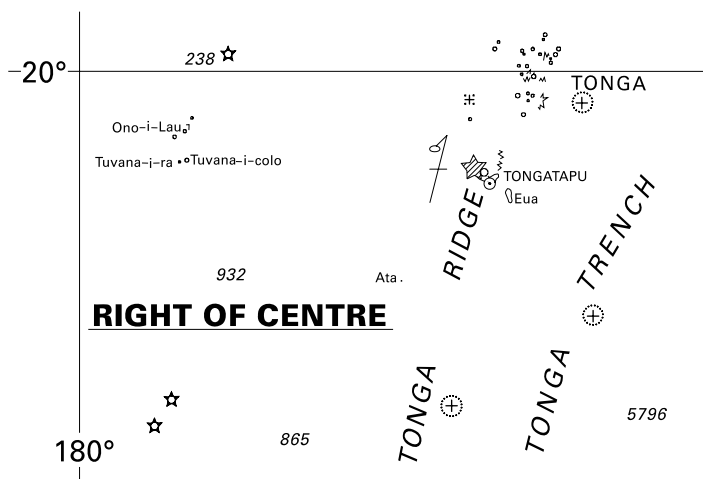 238
20°
TONGA
Ono-i-Lau
Tuvana-i-ra
Tuvana-i-colo
TONGATAPU
Eua
RIDGE
TRENCH
932
Ata
RIGHT OF CENTRE
TONGA
TONGA
5796
865
180°